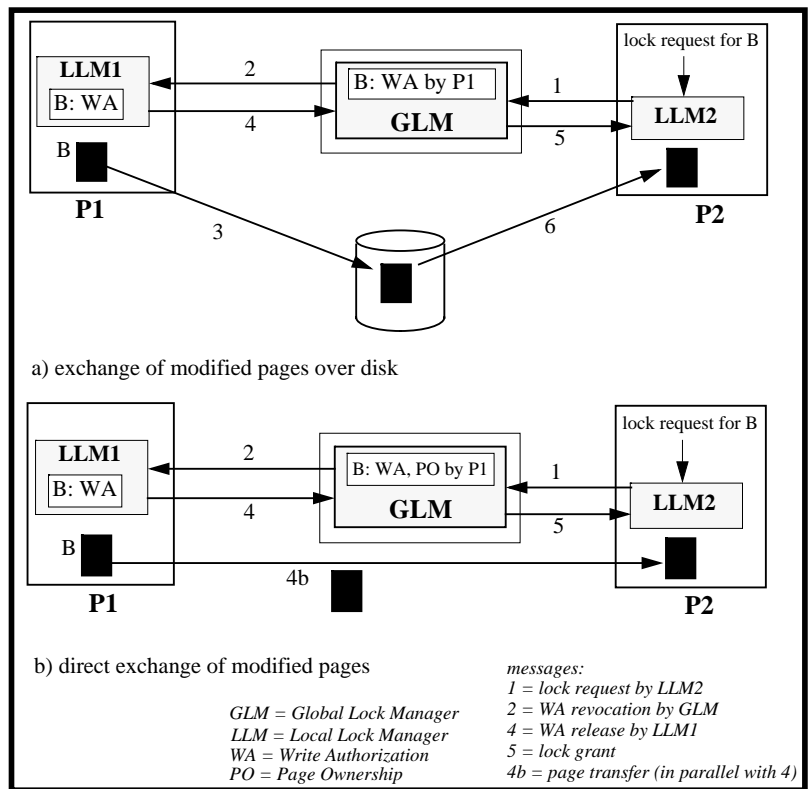 lock request for B
LLM1
B: WA
2
B: WA by P1
GLM
1
LLM2
4
5
B
P1
P2
3
6
a) exchange of modified pages over disk
lock request for B
LLM1
B: WA
2
B: WA, PO by P1
GLM
1
LLM2
4
5
B
4b
P1
P2
b) direct exchange of modified pages
GLM = Global Lock Manager
LLM = Local Lock Manager
WA = Write Authorization
PO = Page Ownership
messages:
1 = lock request by LLM2
2 = WA revocation by GLM
4 = WA release by LLM1
5 = lock grant
4b = page transfer (in parallel with 4)